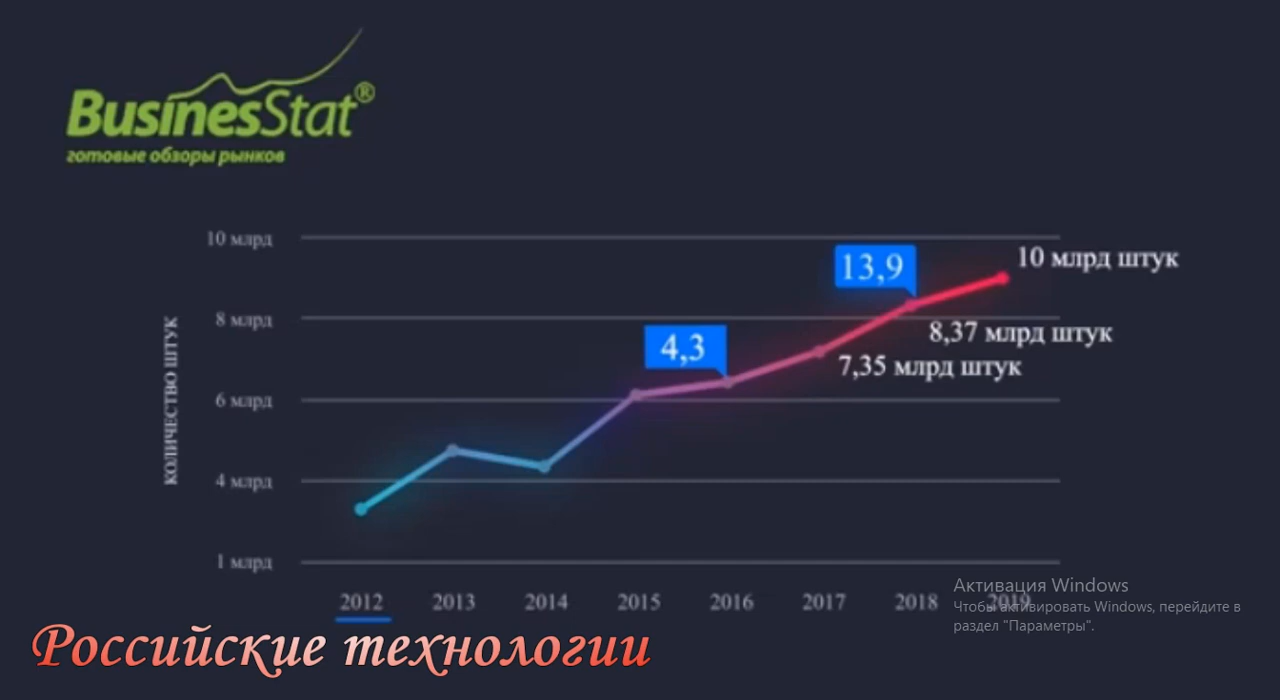 BusinesStat®
готовые обзоры рынков
КОЛИЧЕСТВО ШТУК
10 млрд
8 млрд
6 млрд
4 млрд
1 млрд
4,3
13,9
10 млрд штук
8,37 млрд штук
7,35 млрд штук
2012 2013 2014 2015 2016 2017 2018 2019
Активация Windows
Чтобы активировать Windows, перейдите в
раздел "Параметры".
Российские технологии